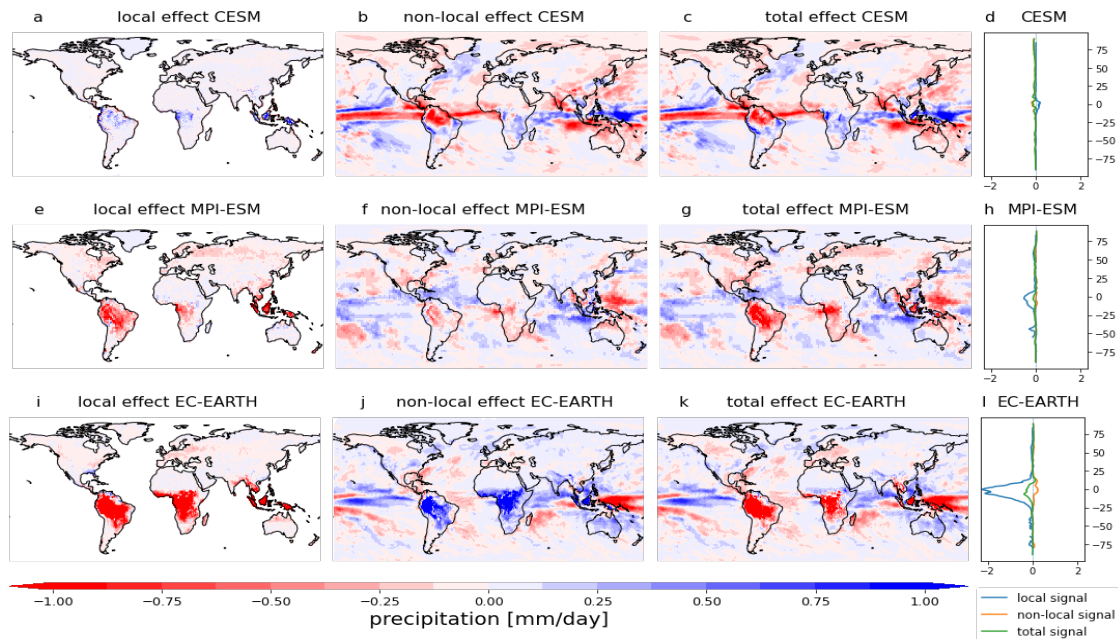 a local effect CESM
b non-local effect CESM
c total effect CESM
d CESM
75
50
25
0
−25
−50
−75
−2 0 2
e local effect MPI-ESM
f non-local effect MPI-ESM
g total effect MPI-ESM
h MPI-ESM
75
50
25
0
−25
−50
−75
−2 0 2
i local effect EC-EARTH
j non-local effect EC-EARTH
k total effect EC-EARTH
l EC-EARTH
75
50
25
0
−25
−50
−75
−2 0 2
−1.00 −0.75 −0.50 −0.25 0.00 0.25 0.50 0.75 1.00
precipitation [mm/day]
local signal
non-local signal
total signal